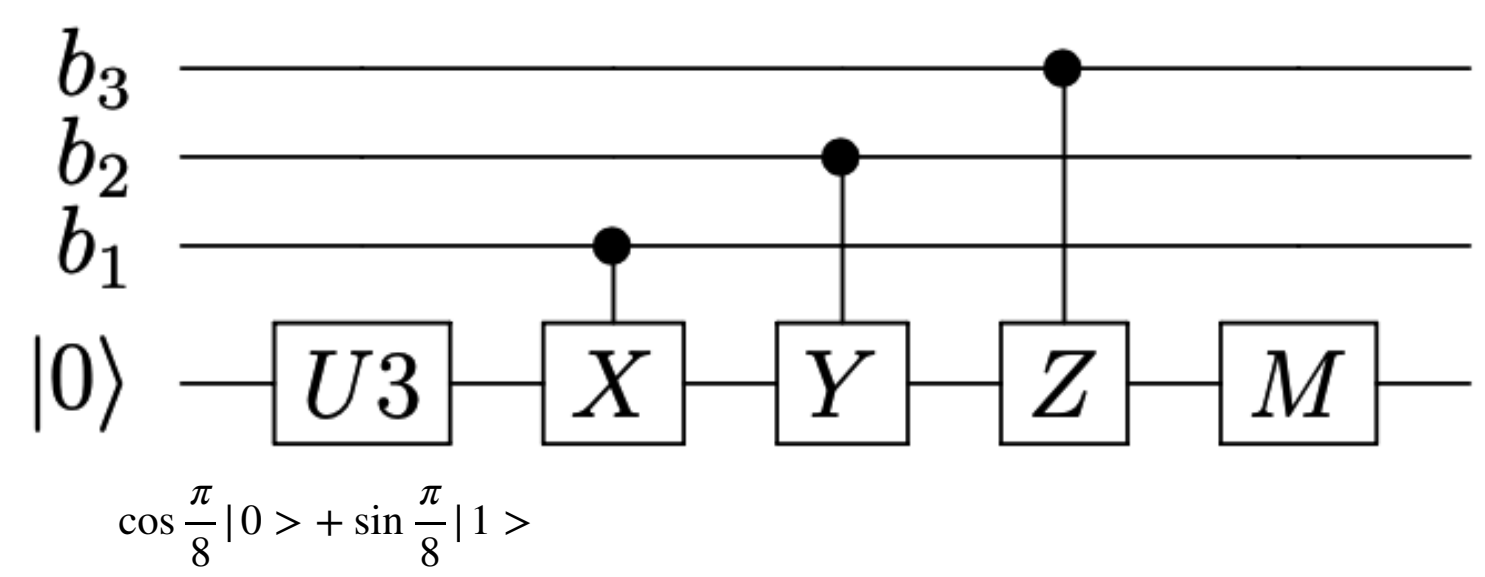 b₃
b₂
b₁
|0⟩ U3 X Y Z M
cos π/8 |0 > + sin π/8 |1 >